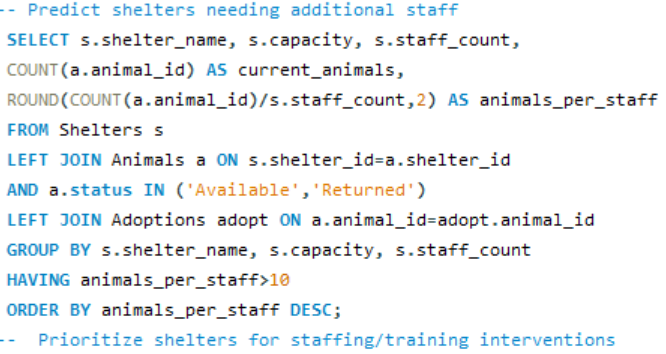 -- Predict shelters needing additional staff
SELECT s.shelter_name, s.capacity, s.staff_count,
COUNT(a.animal_id) AS current_animals,
ROUND(COUNT(a.animal_id)/s.staff_count,2) AS animals_per_staff
FROM Shelters s
LEFT JOIN Animals a ON s.shelter_id=a.shelter_id
AND a.status IN ('Available','Returned')
LEFT JOIN Adoptions adopt ON a.animal_id=adopt.animal_id
GROUP BY s.shelter_name, s.capacity, s.staff_count
HAVING animals_per_staff>10
ORDER BY animals_per_staff DESC;
-- Prioritize shelters for staffing/training interventions